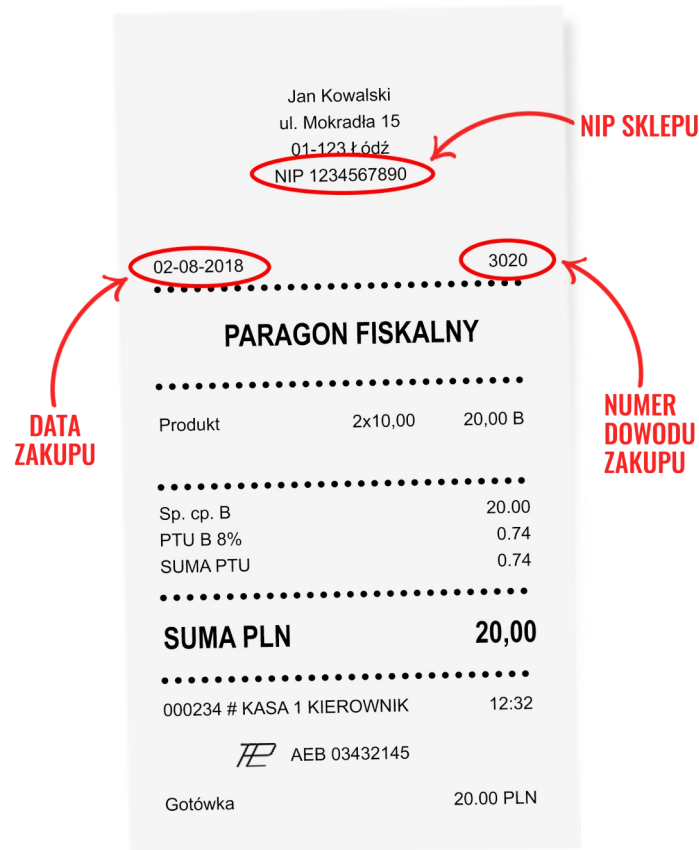 Jan Kowalski
ul. Mokradła 15
01-123 Łódź
NIP 1234567890
NIP SKLEPU
02-08-2018 3020
PARAGON FISKALNY
DATA
ZAKUPU
NUMER
DOWODU
ZAKUPU
Produkt 2x10,00 20,00 B
Sp. cp. B 20.00
PTU B 8% 0.74
SUMA PTU 0.74
SUMA PLN 20,00
000234 # KASA 1 KIEROWNIK 12:32
AEB 03432145
Gotówka 20.00 PLN